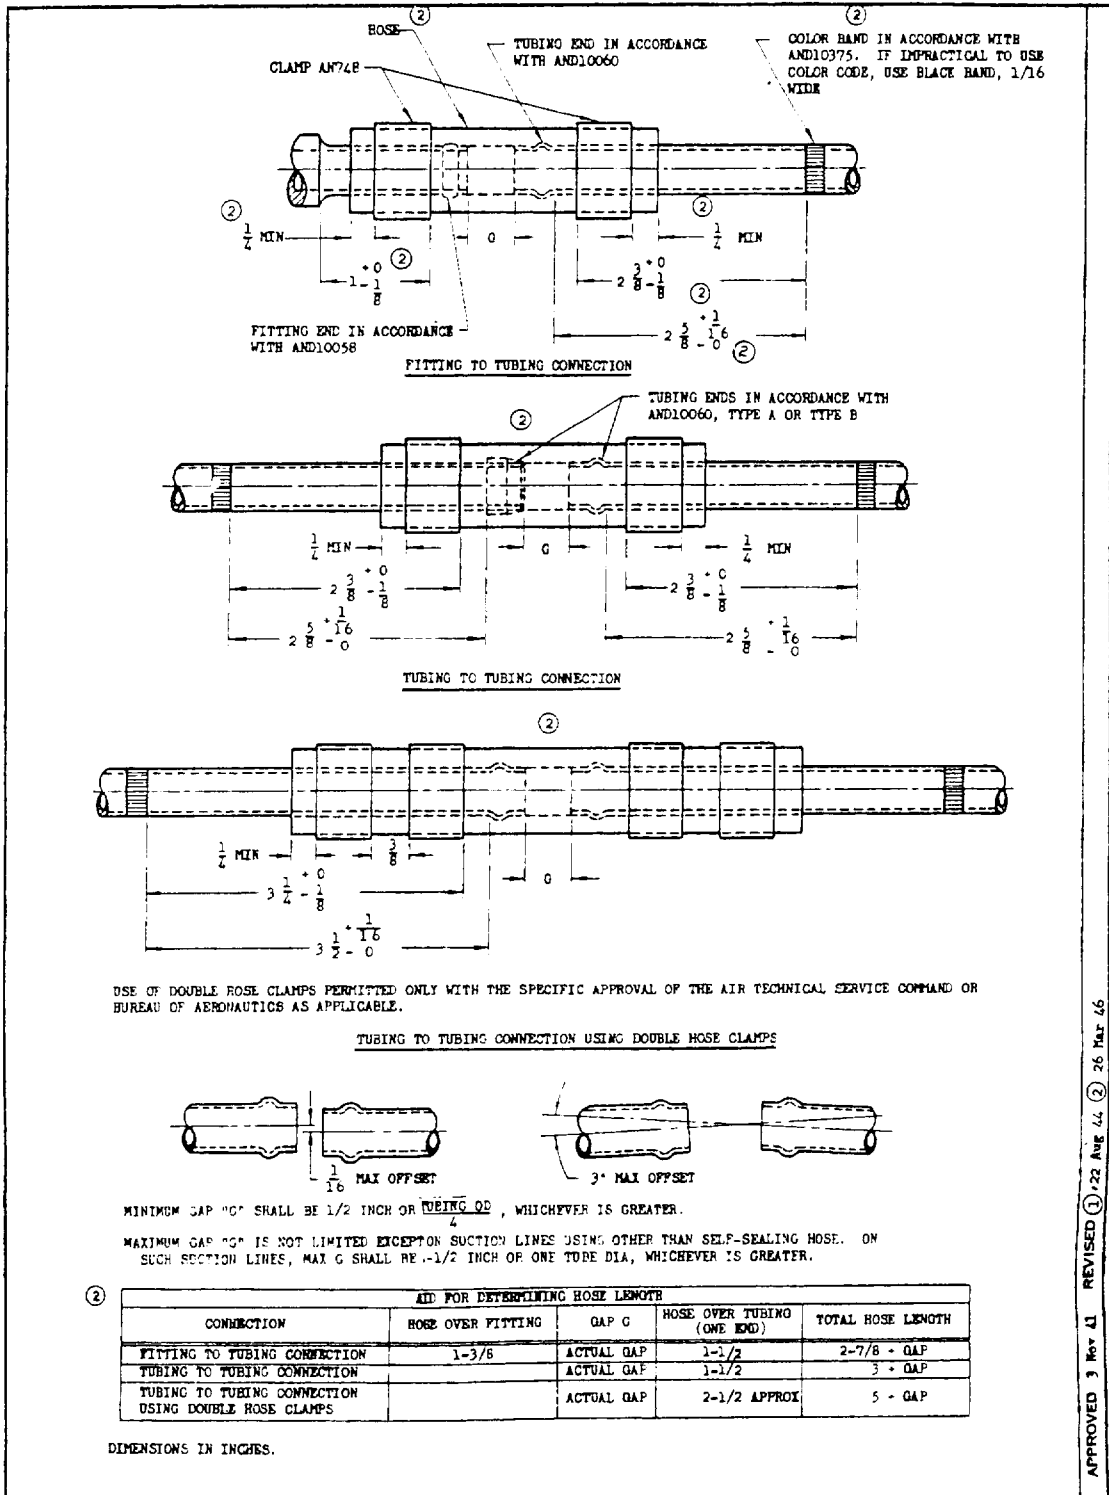 ②
HOSE
②
TUBING END IN ACCORDANCE
WITH AND10060
COLOR BAND IN ACCORDANCE WITH
AND10375. IF IMPRACTICAL TO USE
COLOR CODE, USE BLACK BAND, 1/16
WIDE
CLAMP AN748
②
1/4 MIN
G
②
1/4 MIN
②
1 +0 -1/8
2 3/8 +0 -1/8
②
2 5/8 +1/16 -0
②
FITTING END IN ACCORDANCE
WITH AND10058
FITTING TO TUBING CONNECTION
TUBING ENDS IN ACCORDANCE WITH
AND10060, TYPE A OR TYPE B
②
1/4 MIN
G
1/4 MIN
2 3/8 +0 -1/8
2 3/8 +0 -1/8
2 5/8 +1/16 -0
2 5/8 +1/16 -0
TUBING TO TUBING CONNECTION
②
1/4 MIN
3/8
G
3 1/4 +0 -1/8
3 1/2 +1/16 -0
USE OF DOUBLE HOSE CLAMPS PERMITTED ONLY WITH THE SPECIFIC APPROVAL OF THE AIR TECHNICAL SERVICE COMMAND OR
BUREAU OF AERONAUTICS AS APPLICABLE.
TUBING TO TUBING CONNECTION USING DOUBLE HOSE CLAMPS
1/16 MAX OFFSET
3° MAX OFFSET
MINIMUM GAP "G" SHALL BE 1/2 INCH OR TUBING OD/4, WHICHEVER IS GREATER.
MAXIMUM GAP "G" IS NOT LIMITED EXCEPTON SUCTION LINES USING OTHER THAN SELF-SEALING HOSE. ON
SUCH SECTION LINES, MAX G SHALL BE -1/2 INCH OR ONE TUBE DIA, WHICHEVER IS GREATER.
②
AID FOR DETERMINING HOSE LENGTH
CONNECTION HOSE OVER FITTING GAP G HOSE OVER TUBING (ONE END) TOTAL HOSE LENGTH
FITTING TO TUBING CONNECTION 1-3/8 ACTUAL GAP 1-1/2 2-7/8 + GAP
TUBING TO TUBING CONNECTION ACTUAL GAP 1-1/2 3 + GAP
TUBING TO TUBING CONNECTION
USING DOUBLE HOSE CLAMPS ACTUAL GAP 2-1/2 APPROX 5 + GAP
DIMENSIONS IN INCHES.
APPROVED 3 Nov 41 REVISED ① 22 Aug 44 ② 26 Mar 46